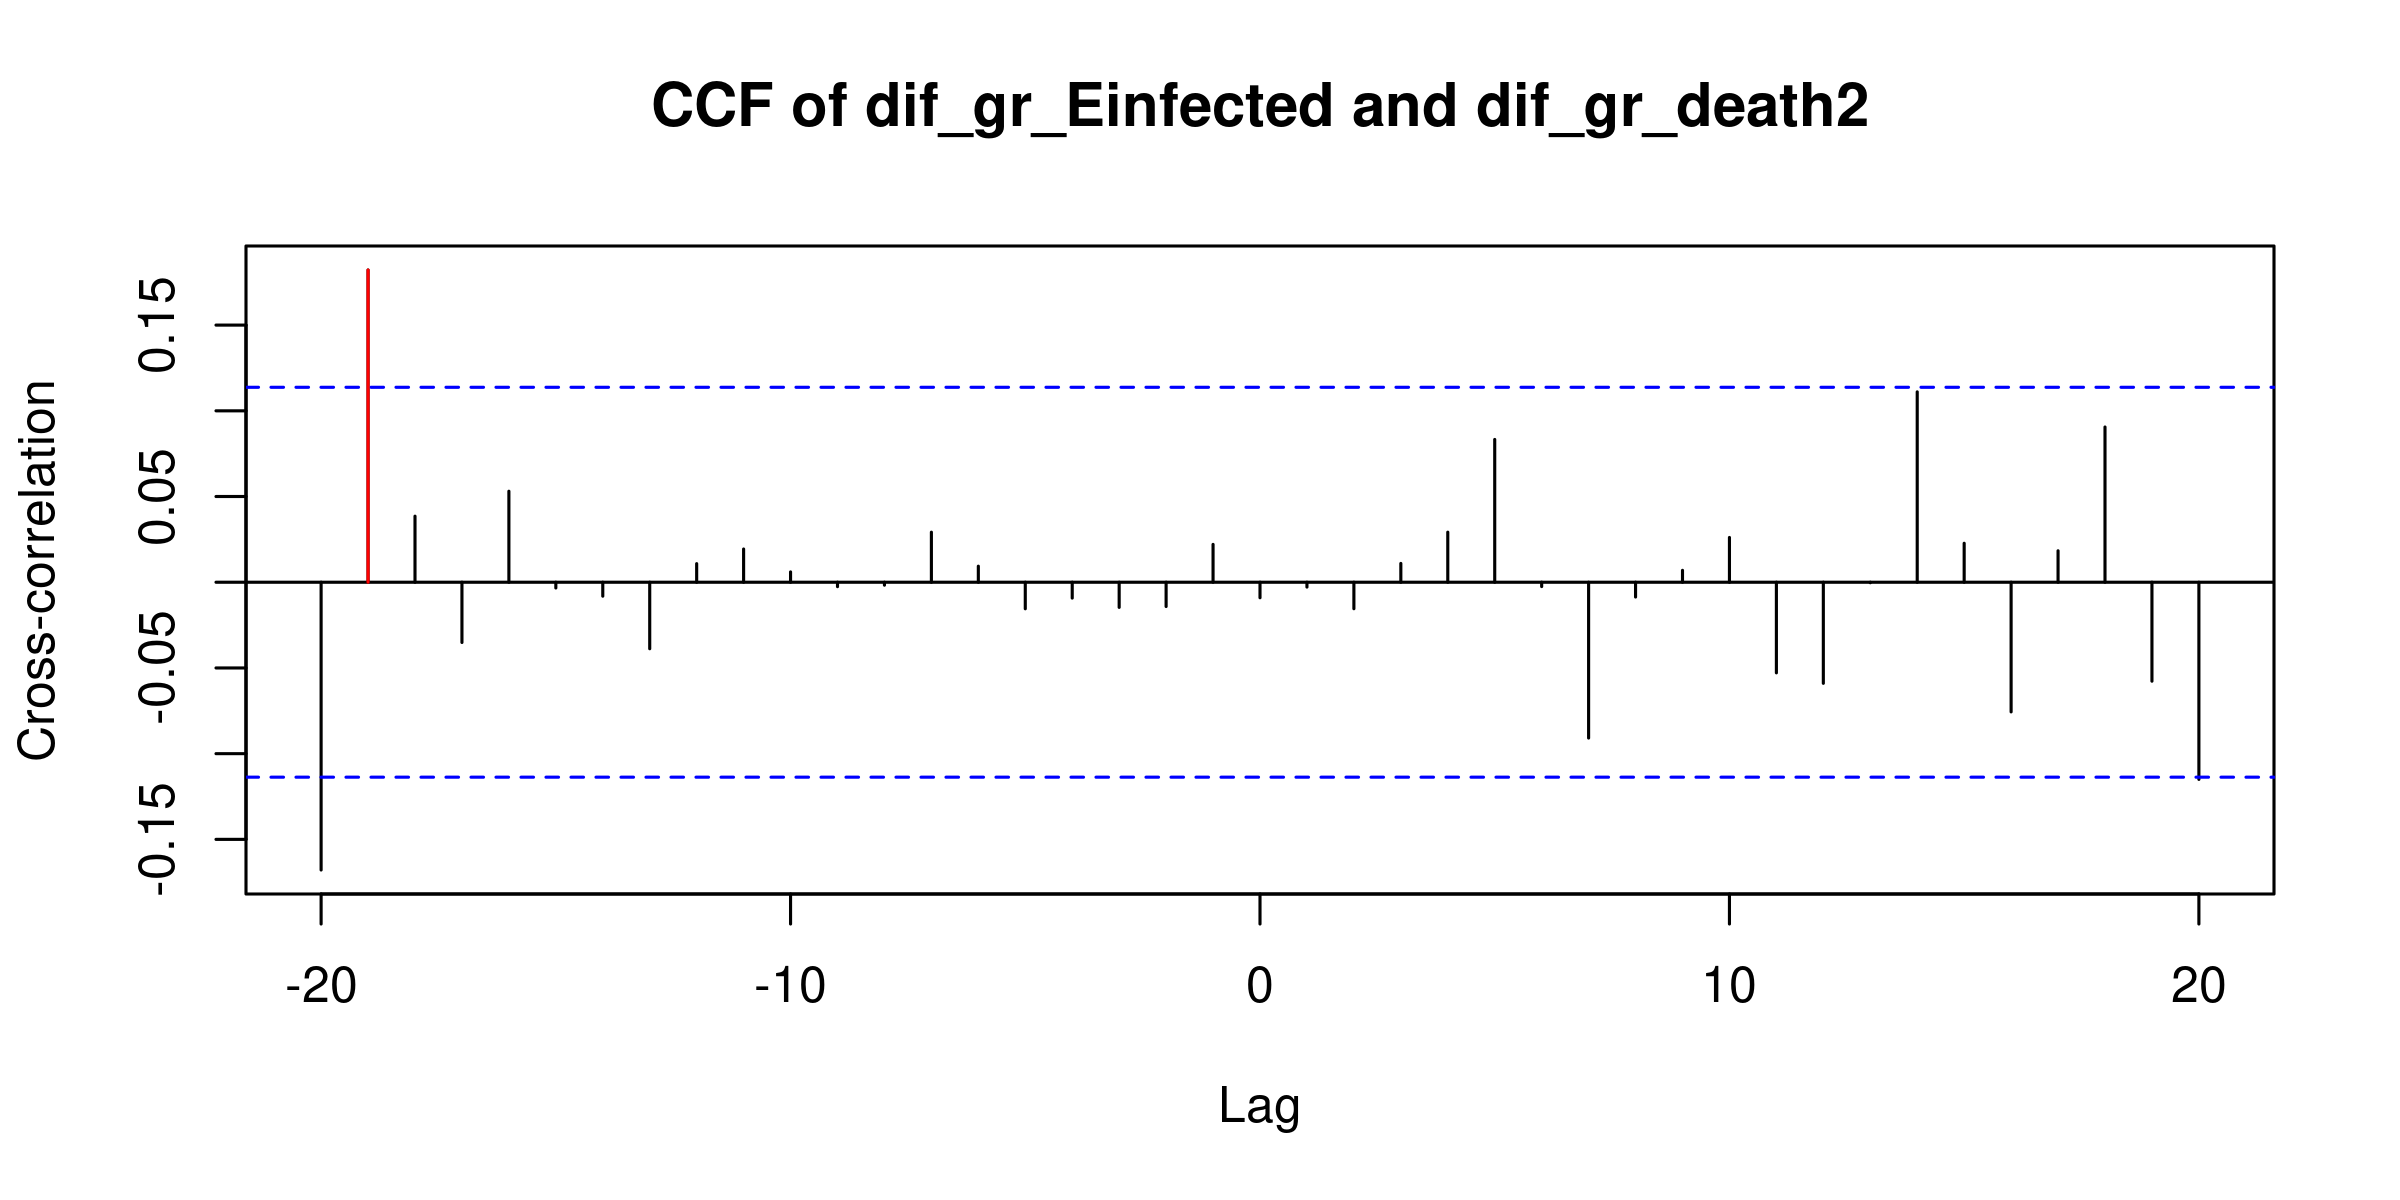 CCF of dif_gr_Einfected and dif_gr_death2
Cross-correlation
0.15
0.05
-0.05
-0.15
-20 -10 0 10 20
Lag